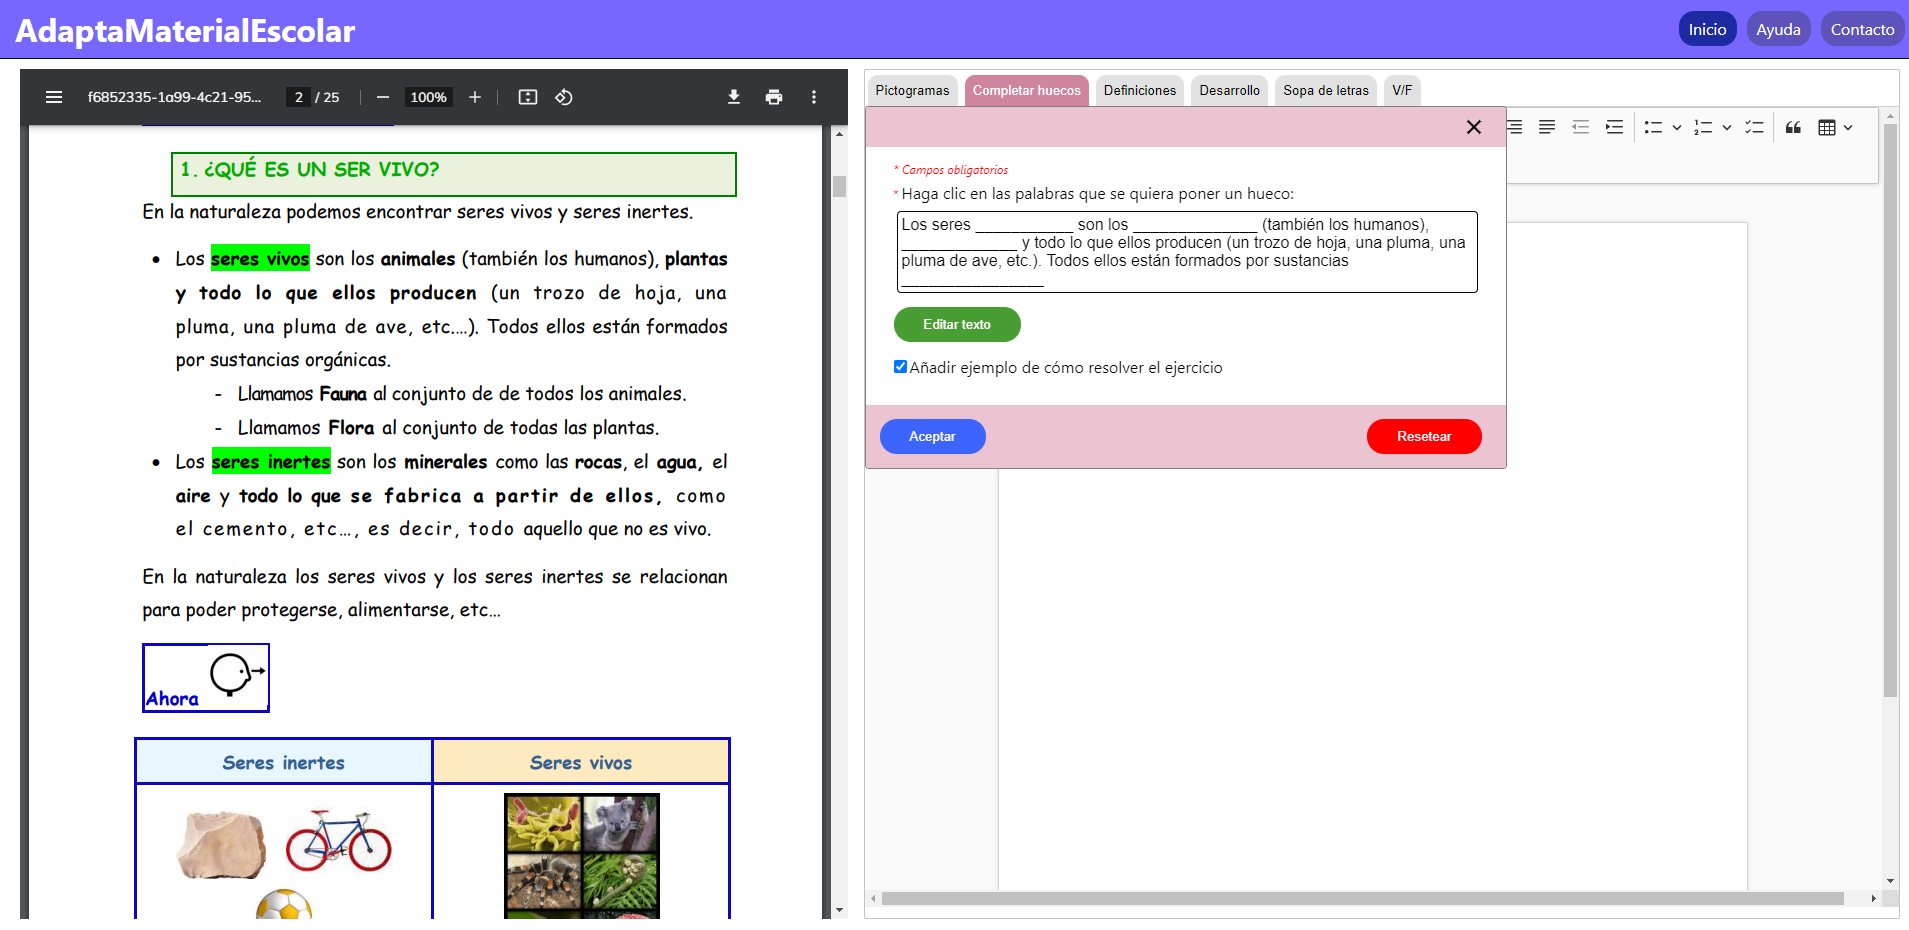 AdaptaMaterialEscolar
Inicio
Ayuda
Contacto
f6852335-1a99-4c21-95...
2 / 25
100%
1. ¿QUÉ ES UN SER VIVO?
En la naturaleza podemos encontrar seres vivos y seres inertes.
• Los seres vivos son los animales (también los humanos), plantas
y todo lo que ellos producen (un trozo de hoja, una
pluma, una pluma de ave, etc.…). Todos ellos están formados
por sustancias orgánicas.
- Llamamos Fauna al conjunto de de todos los animales.
- Llamamos Flora al conjunto de todas las plantas.
• Los seres inertes son los minerales como las rocas, el agua, el
aire y todo lo que se fabrica a partir de ellos, como
el cemento, etc…, es decir, todo aquello que no es vivo.
En la naturaleza los seres vivos y los seres inertes se relacionan
para poder protegerse, alimentarse, etc…
Ahora
Seres inertes
Seres vivos
Pictogramas
Completar huecos
Definiciones
Desarrollo
Sopa de letras
V/F
* Campos obligatorios
* Haga clic en las palabras que se quiera poner un hueco:
Los seres ___________ son los ______________ (también los humanos),
_____________ y todo lo que ellos producen (un trozo de hoja, una pluma, una
pluma de ave, etc.). Todos ellos están formados por sustancias
________________
Editar texto
Añadir ejemplo de cómo resolver el ejercicio
Aceptar
Resetear